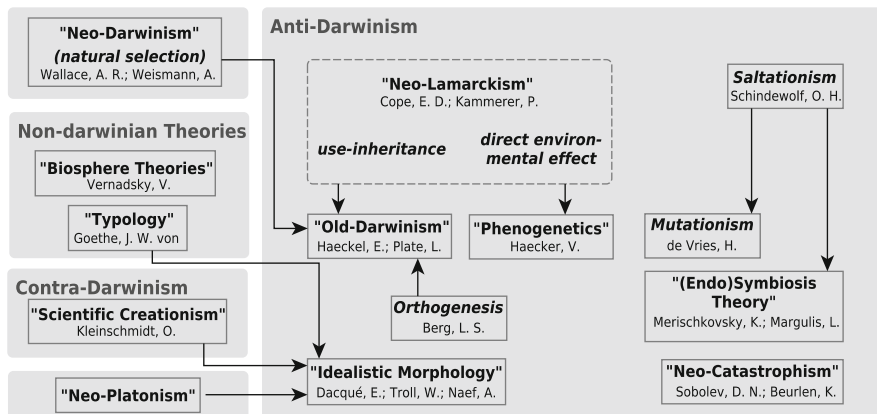 "Neo-Darwinism"
(natural selection)
Wallace, A. R.; Weismann, A.
Non-darwinian Theories
"Biosphere Theories"
Vernadsky, V.
"Typology"
Goethe, J. W. von
Contra-Darwinism
"Scientific Creationism"
Kleinschmidt, O.
"Neo-Platonism"
Anti-Darwinism
"Neo-Lamarckism"
Cope, E. D.; Kammerer, P.
use-inheritance
direct environ-
mental effect
"Old-Darwinism"
Haeckel, E.; Plate, L.
"Phenogenetics"
Haecker, V.
Orthogenesis
Berg, L. S.
"Idealistic Morphology"
Dacqué, E.; Troll, W.; Naef, A.
Saltationism
Schindewolf, O. H.
Mutationism
de Vries, H.
"(Endo)Symbiosis
Theory"
Merischkovsky, K.; Margulis, L.
"Neo-Catastrophism"
Sobolev, D. N.; Beurlen, K.